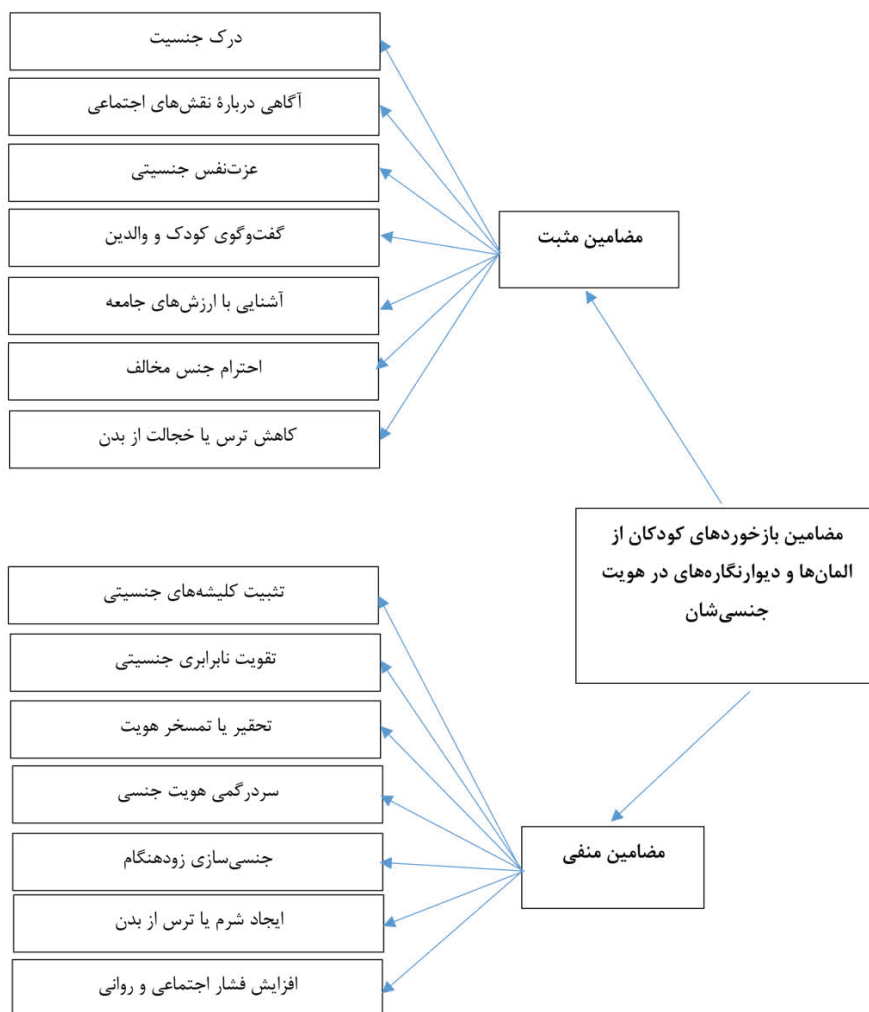 درک جنسیت
آگاهی دربارهٔ نقش‌های اجتماعی
عزت‌نفس جنسیتی
گفت‌وگوی کودک و والدین
آشنایی با ارزش‌های جامعه
احترام جنس مخالف
کاهش ترس یا خجالت از بدن
مضامین مثبت
مضامین بازخوردهای کودکان از
المان‌ها و دیوارنگاره‌های در هویت
جنسی‌شان
تثبیت کلیشه‌های جنسیتی
تقویت نابرابری جنسیتی
تحقیر یا تمسخر هویت
سردرگمی هویت جنسی
جنسی‌سازی زودهنگام
ایجاد شرم یا ترس از بدن
افزایش فشار اجتماعی و روانی
مضامین منفی